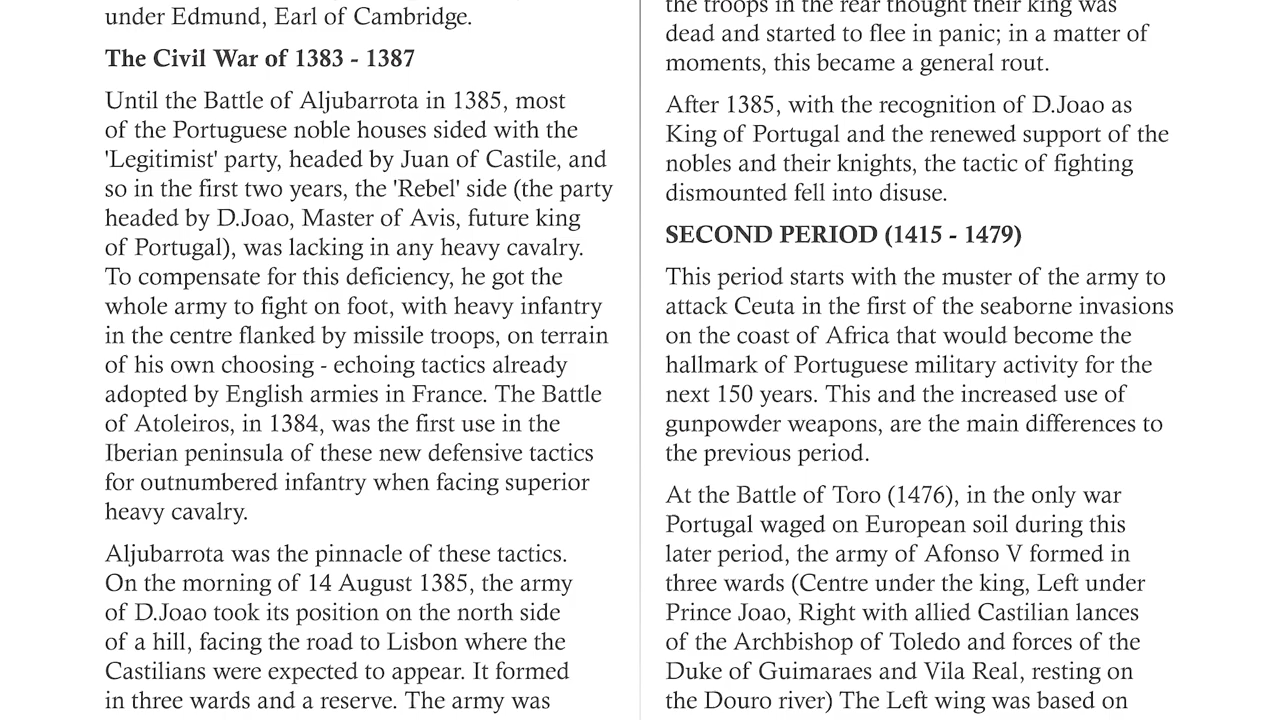 under Edmund, Earl of Cambridge.
The Civil War of 1383 - 1387
Until the Battle of Aljubarrota in 1385, most
of the Portuguese noble houses sided with the
'Legitimist' party, headed by Juan of Castile, and
so in the first two years, the 'Rebel' side (the party
headed by D.Joao, Master of Avis, future king
of Portugal), was lacking in any heavy cavalry.
To compensate for this deficiency, he got the
whole army to fight on foot, with heavy infantry
in the centre flanked by missile troops, on terrain
of his own choosing - echoing tactics already
adopted by English armies in France. The Battle
of Atoleiros, in 1384, was the first use in the
Iberian peninsula of these new defensive tactics
for outnumbered infantry when facing superior
heavy cavalry.
Aljubarrota was the pinnacle of these tactics.
On the morning of 14 August 1385, the army
of D.Joao took its position on the north side
of a hill, facing the road to Lisbon where the
Castilians were expected to appear. It formed
in three wards and a reserve. The army was
the troops in the rear thought their king was
dead and started to flee in panic; in a matter of
moments, this became a general rout.
After 1385, with the recognition of D.Joao as
King of Portugal and the renewed support of the
nobles and their knights, the tactic of fighting
dismounted fell into disuse.
SECOND PERIOD (1415 - 1479)
This period starts with the muster of the army to
attack Ceuta in the first of the seaborne invasions
on the coast of Africa that would become the
hallmark of Portuguese military activity for the
next 150 years. This and the increased use of
gunpowder weapons, are the main differences to
the previous period.
At the Battle of Toro (1476), in the only war
Portugal waged on European soil during this
later period, the army of Afonso V formed in
three wards (Centre under the king, Left under
Prince Joao, Right with allied Castilian lances
of the Archbishop of Toledo and forces of the
Duke of Guimaraes and Vila Real, resting on
the Douro river) The Left wing was based on